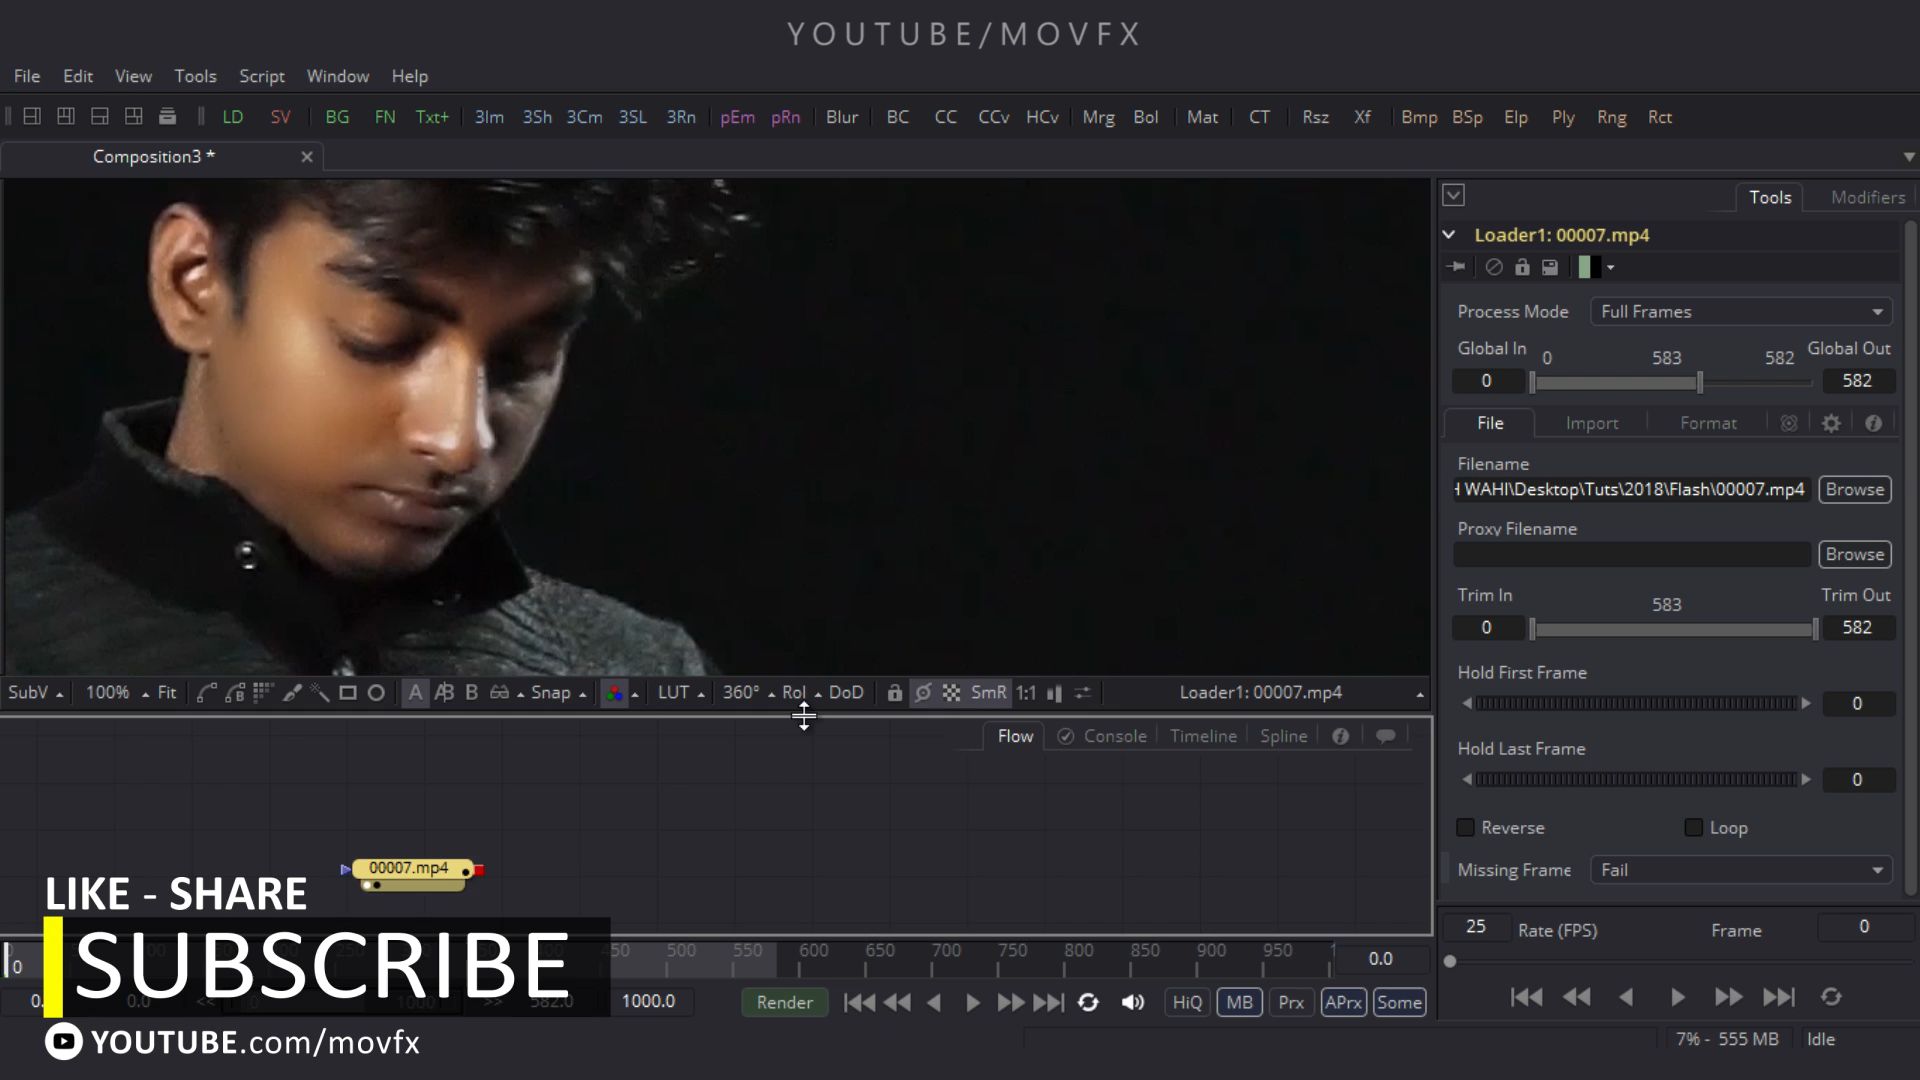 YOUTUBE/MOVFX
File Edit View Tools Script Window Help
LD SV BG FN Txt+ 3Im 3Sh 3Cm 3SL 3Rn pEm pRn Blur BC CC CCv HCv Mrg Bol Mat CT Rsz Xf Bmp BSp Elp Ply Rng Rct
Composition3 *
Tools Modifiers
Loader1: 00007.mp4
Process Mode Full Frames
Global In 0 583 582 Global Out
0 582
File Import Format
Filename
WAHI\Desktop\Tuts\2018\Flash\00007.mp4 Browse
Proxy Filename
Browse
Trim In 583 Trim Out
0 582
Hold First Frame
0
Hold Last Frame
0
Reverse Loop
Missing Frame Fail
SubV 100% Fit A AB B Snap LUT 360° RoI DoD SmR 1:1 Loader1: 00007.mp4
Flow Console Timeline Spline
00007.mp4
LIKE - SHARE
SUBSCRIBE
YOUTUBE.com/movfx
0 500 550 600 650 700 750 800 850 900 950 0.0
0.0 << 1000 >> 582.0 1000.0 Render HiQ MB Prx APrx Some
25 Rate (FPS) Frame 0
7% - 555 MB Idle